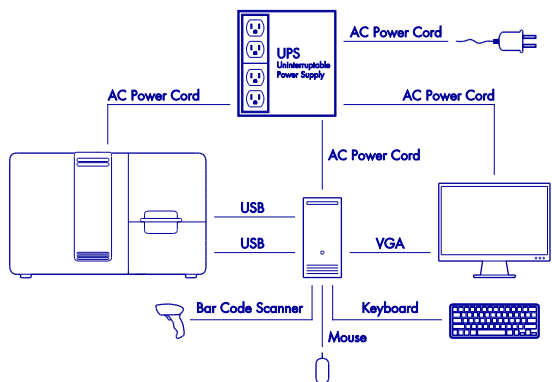 AC Power Cord
UPS
Uninterruptable
Power Supply
AC Power Cord
AC Power Cord
AC Power Cord
USB
USB
VGA
Bar Code Scanner
Keyboard
Mouse